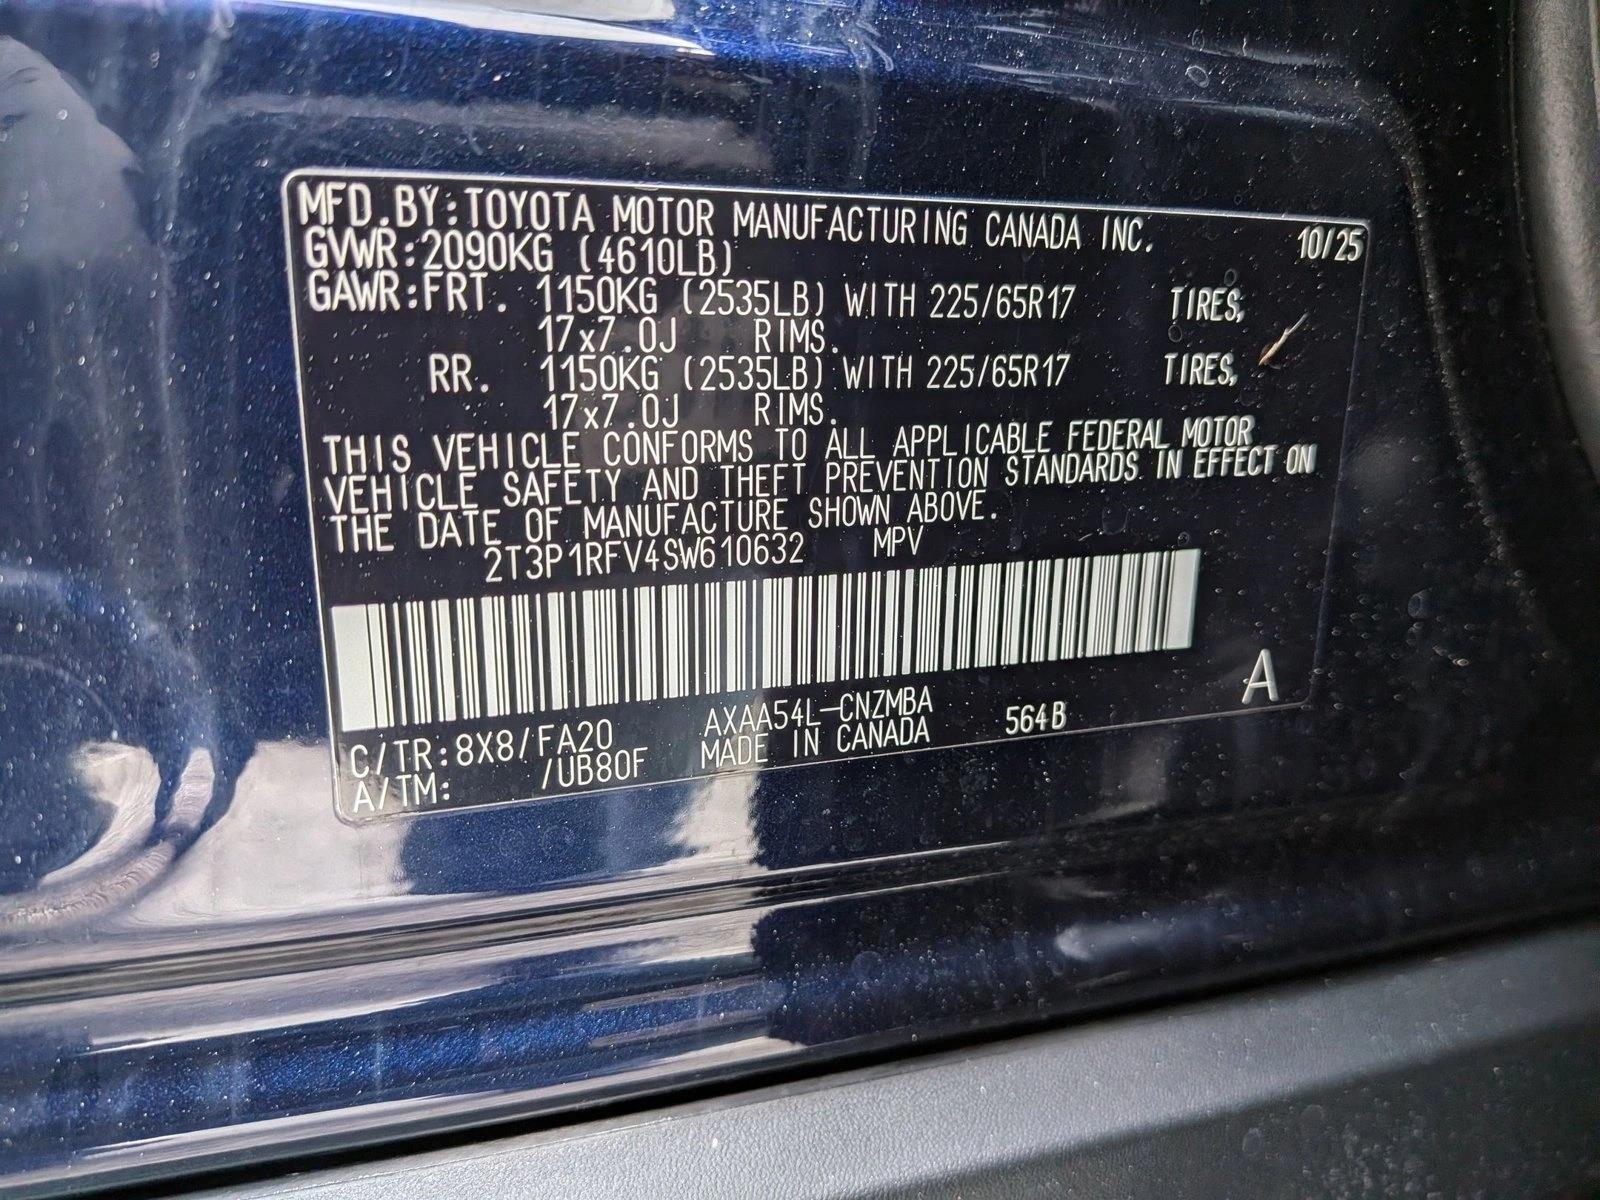 MFD.BY:TOYOTA MOTOR MANUFACTURING CANADA INC. 10/25
GVWR:2090KG (4610LB)
GAWR:FRT. 1150KG (2535LB) WITH 225/65R17 TIRES,
17x7.0J RIMS.
RR. 1150KG (2535LB) WITH 225/65R17 TIRES,
17x7.0J RIMS.
THIS VEHICLE CONFORMS TO ALL APPLICABLE FEDERAL MOTOR
VEHICLE SAFETY AND THEFT PREVENTION STANDARDS IN EFFECT ON
THE DATE OF MANUFACTURE SHOWN ABOVE.
2T3P1RFV4SW610632 MPV
A
C/TR:8X8/FA20 AXAA54L-CNZMBA 564B
A/TM: /UB80F MADE IN CANADA